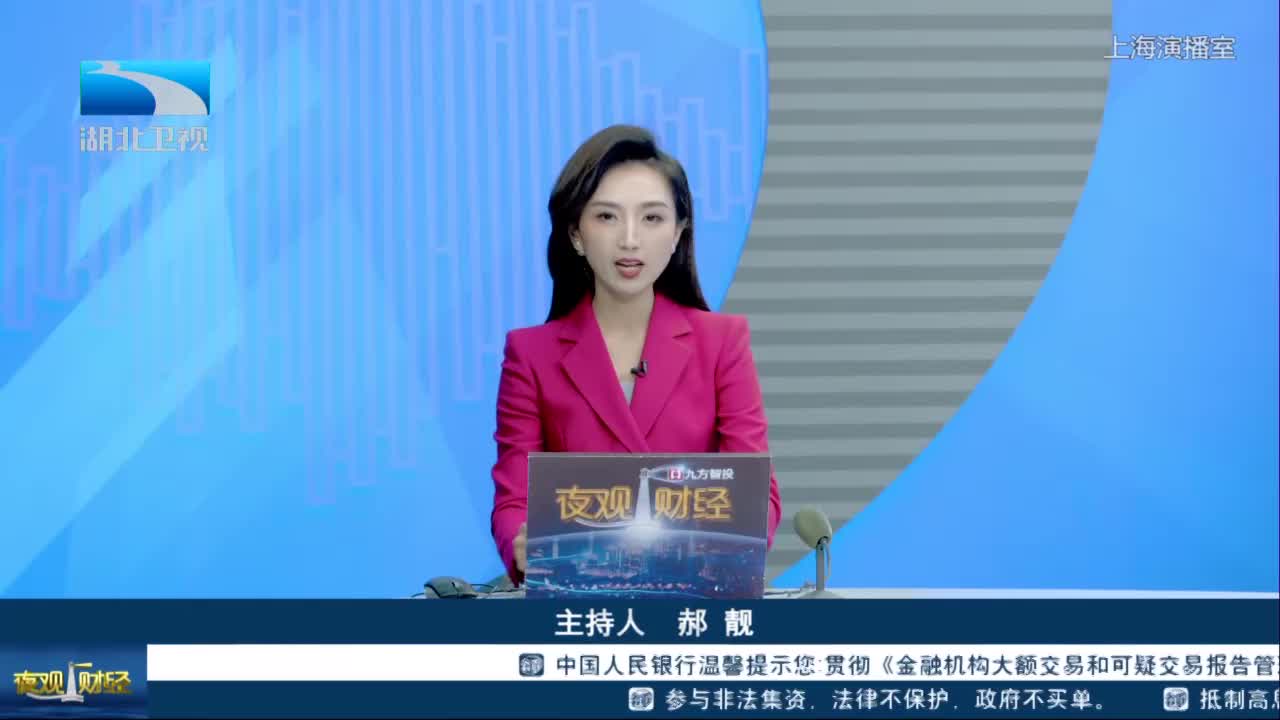 上海演播室
湖北卫视
九方智投
夜观财经
主持人 郝靓
中国人民银行温馨提示您:贯彻《金融机构大额交易和可疑交易报告管
夜观财经
参与非法集资，法律不保护，政府不买单。 抵制高息